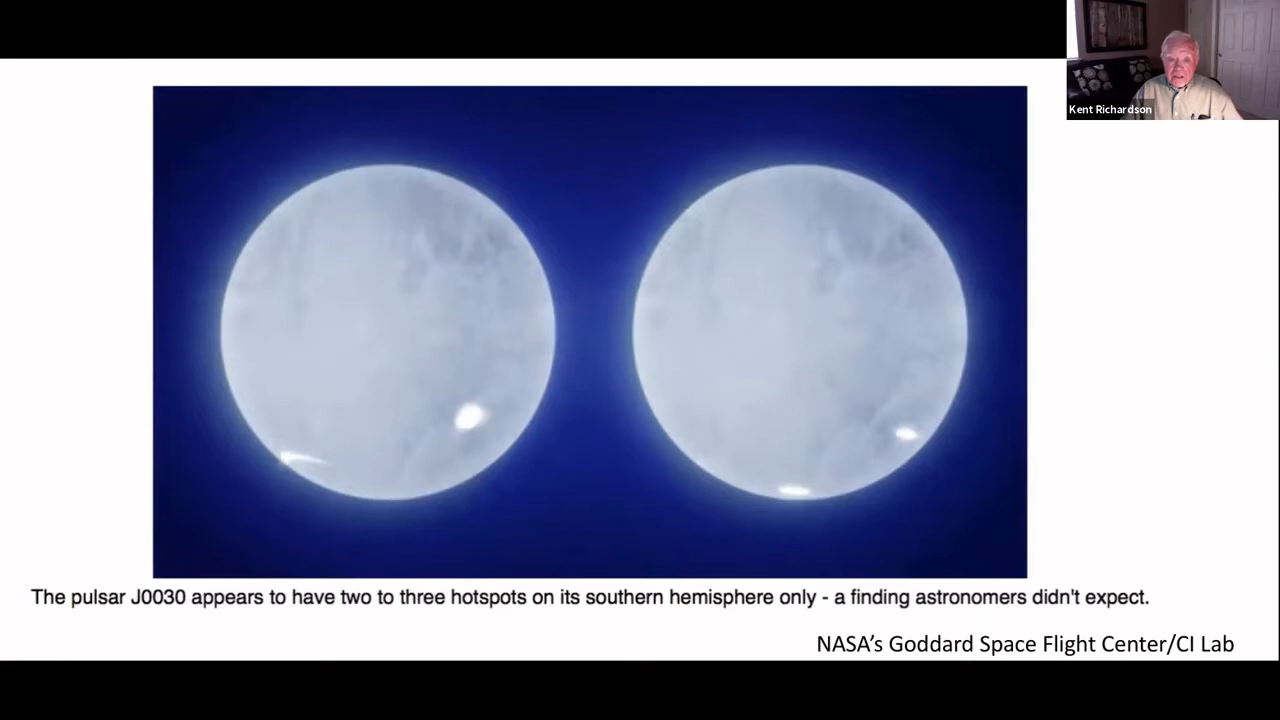 Kent Richardson
The pulsar J0030 appears to have two to three hotspots on its southern hemisphere only - a finding astronomers didn't expect.
NASA's Goddard Space Flight Center/CI Lab